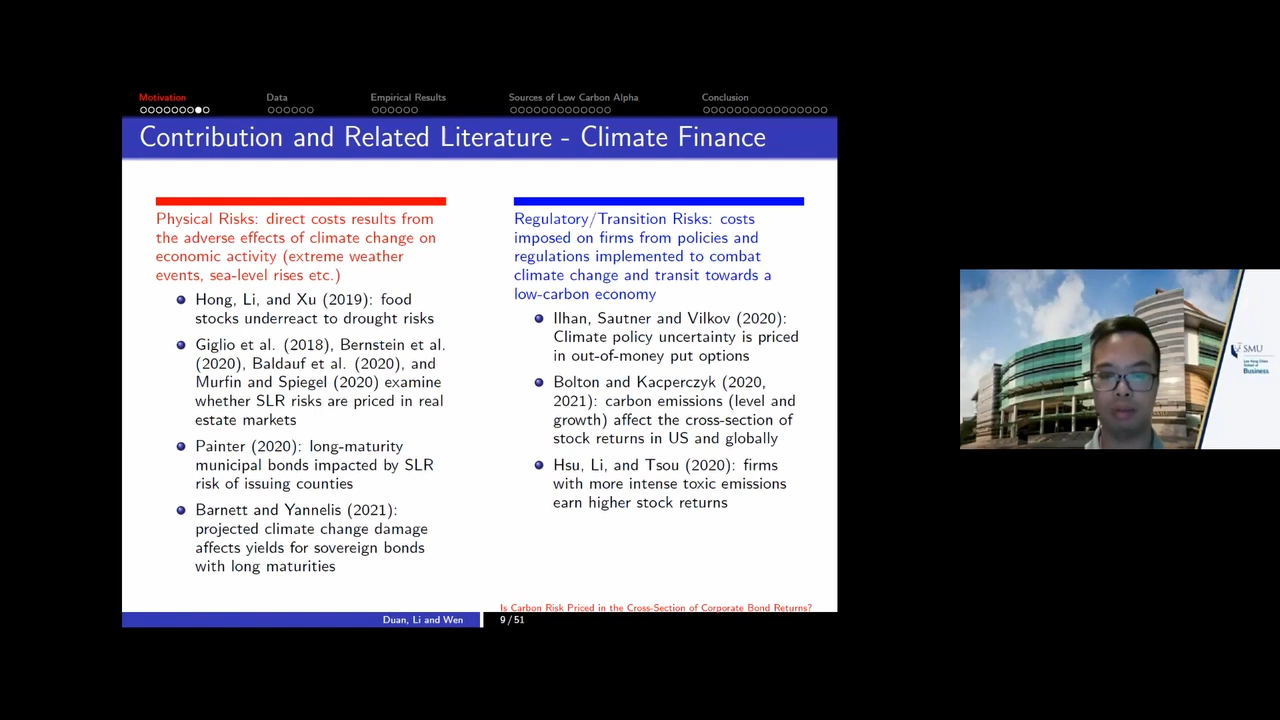 Motivation
Data
Empirical Results
Sources of Low Carbon Alpha
Conclusion
Contribution and Related Literature - Climate Finance
Physical Risks: direct costs results from
the adverse effects of climate change on
economic activity (extreme weather
events, sea-level rises etc.)
Hong, Li, and Xu (2019): food
stocks underreact to drought risks
Giglio et al. (2018), Bernstein et al.
(2020), Baldauf et al. (2020), and
Murfin and Spiegel (2020) examine
whether SLR risks are priced in real
estate markets
Painter (2020): long-maturity
municipal bonds impacted by SLR
risk of issuing counties
Barnett and Yannelis (2021):
projected climate change damage
affects yields for sovereign bonds
with long maturities
Regulatory/Transition Risks: costs
imposed on firms from policies and
regulations implemented to combat
climate change and transit towards a
low-carbon economy
Ilhan, Sautner and Vilkov (2020):
Climate policy uncertainty is priced
in out-of-money put options
Bolton and Kacperczyk (2020,
2021): carbon emissions (level and
growth) affect the cross-section of
stock returns in US and globally
Hsu, Li, and Tsou (2020): firms
with more intense toxic emissions
earn higher stock returns
Duan, Li and Wen
Is Carbon Risk Priced in the Cross-Section of Corporate Bond Returns?
9/51
SMU
Lee Kong Chian
School of
Business